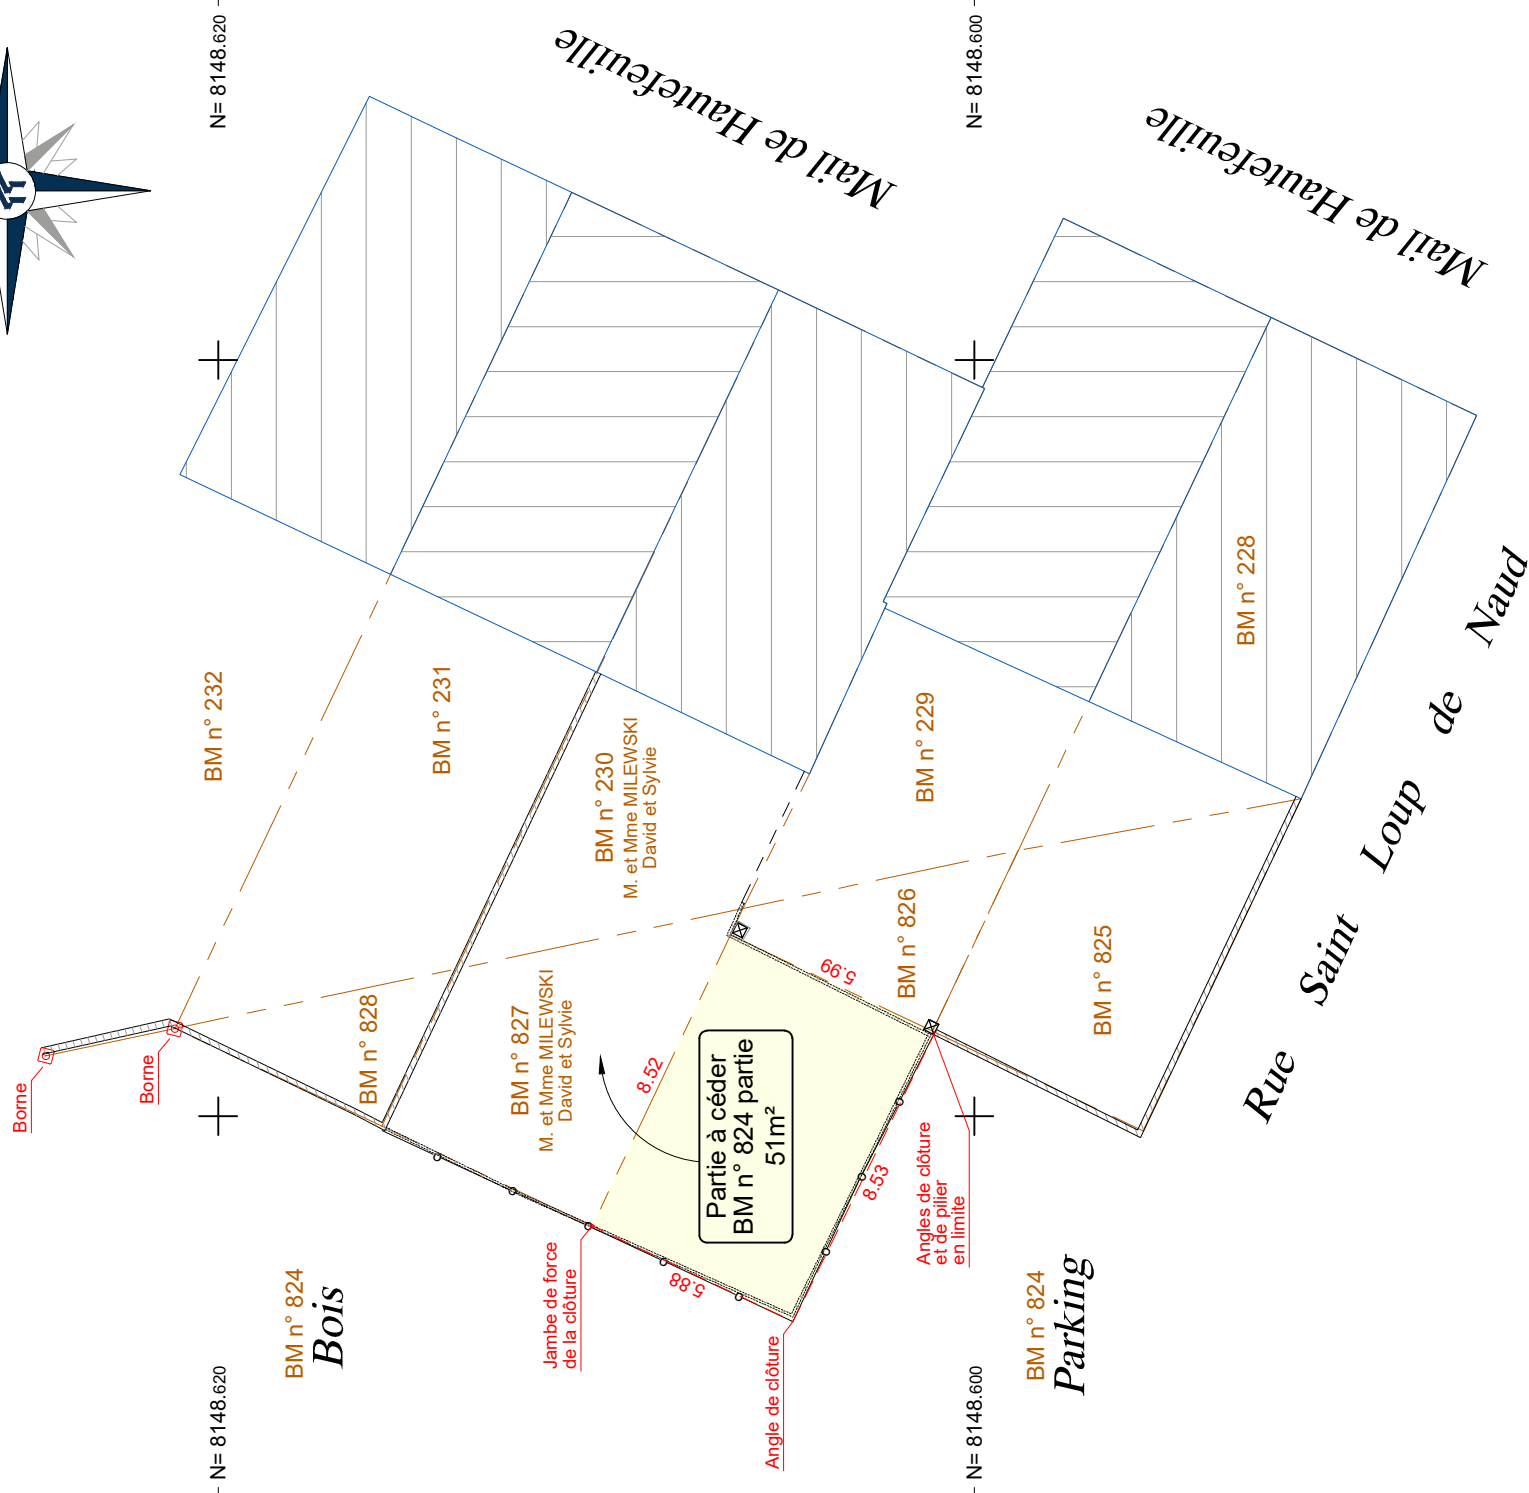 N= 8148.620
N= 8148.600
Mail de Hautefeuille
Mail de Hautefeuille
BM n° 232
BM n° 231
BM n° 230
M. et Mme MILEWSKI
David et Sylvie
BM n° 229
BM n° 228
BM n° 828
BM n° 827
M. et Mme MILEWSKI
David et Sylvie
BM n° 826
BM n° 825
Borne
Borne
8.52
5.99
8.53
5.88
Partie à céder
BM n° 824 partie
51m²
Jambe de force
de la clôture
Angle de clôture
Angles de clôture
et de pilier
en limite
BM n° 824
Bois
BM n° 824
Parking
Rue Saint Loup de Naud
N= 8148.620
N= 8148.600